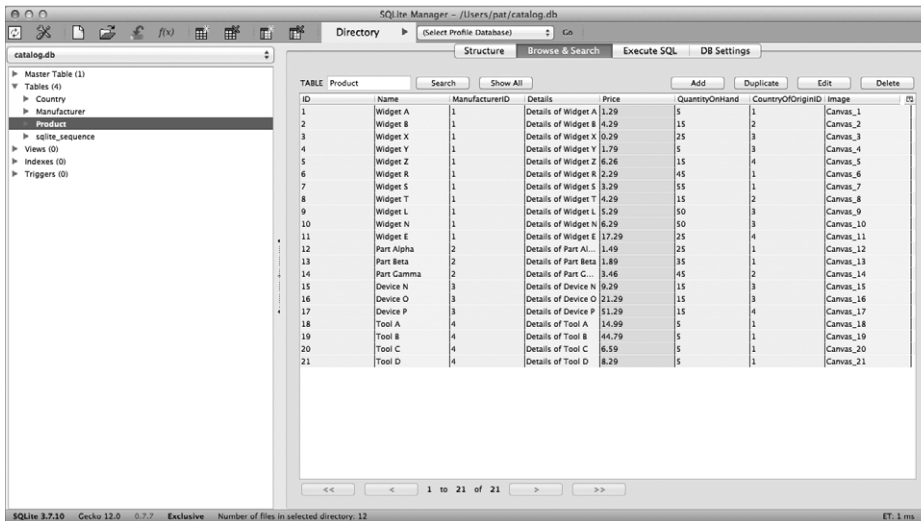 SQLite Manager - /Users/pat/catalog.db
f(x) Directory (Select Profile Database) Go
catalog.db
Structure Browse & Search Execute SQL DB Settings
Master Table (1)
Tables (4)
Country
Manufacturer
Product
sqlite_sequence
Views (0)
Indexes (0)
Triggers (0)
TABLE Product Search Show All Add Duplicate Edit Delete
ID Name ManufacturerID Details Price QuantityOnHand CountryOfOriginID Image
1 Widget A 1 Details of Widget A 1.29 5 1 Canvas_1
2 Widget B 1 Details of Widget B 4.29 15 2 Canvas_2
3 Widget X 1 Details of Widget X 0.29 25 3 Canvas_3
4 Widget Y 1 Details of Widget Y 1.79 5 3 Canvas_4
5 Widget Z 1 Details of Widget Z 6.26 15 4 Canvas_5
6 Widget R 1 Details of Widget R 2.29 45 1 Canvas_6
7 Widget S 1 Details of Widget S 3.29 55 1 Canvas_7
8 Widget T 1 Details of Widget T 4.29 15 2 Canvas_8
9 Widget L 1 Details of Widget L 5.29 50 3 Canvas_9
10 Widget N 1 Details of Widget N 6.29 50 3 Canvas_10
11 Widget E 1 Details of Widget E 17.29 25 4 Canvas_11
12 Part Alpha 2 Details of Part Al... 1.49 25 1 Canvas_12
13 Part Beta 2 Details of Part Beta 1.89 35 1 Canvas_13
14 Part Gamma 2 Details of Part G... 3.46 45 2 Canvas_14
15 Device N 3 Details of Device N 9.29 15 3 Canvas_15
16 Device O 3 Details of Device O 21.29 15 3 Canvas_16
17 Device P 3 Details of Device P 51.29 15 4 Canvas_17
18 Tool A 4 Details of Tool A 14.99 5 1 Canvas_18
19 Tool B 4 Details of Tool B 44.79 5 1 Canvas_19
20 Tool C 4 Details of Tool C 6.59 5 1 Canvas_20
21 Tool D 4 Details of Tool D 8.29 5 1 Canvas_21
<< < 1 to 21 of 21 > >>
SQLite 3.7.10 Gecko 12.0 0.7.7 Exclusive Number of files in selected directory: 12 ET: 1 ms